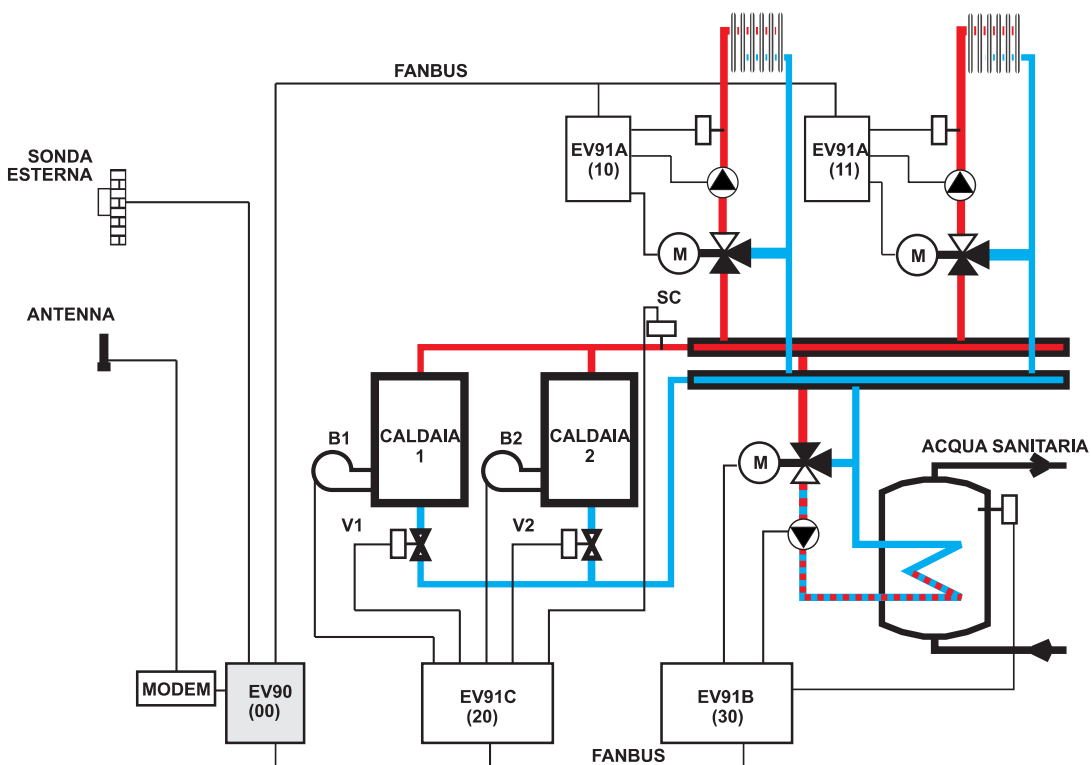 FANBUS
EV91A
(10)
EV91A
(11)
SONDA
ESTERNA
M
M
SC
ANTENNA
B1
CALDAIA
1
B2
CALDAIA
2
M
ACQUA SANITARIA
V1
V2
MODEM
EV90
(00)
EV91C
(20)
EV91B
(30)
FANBUS